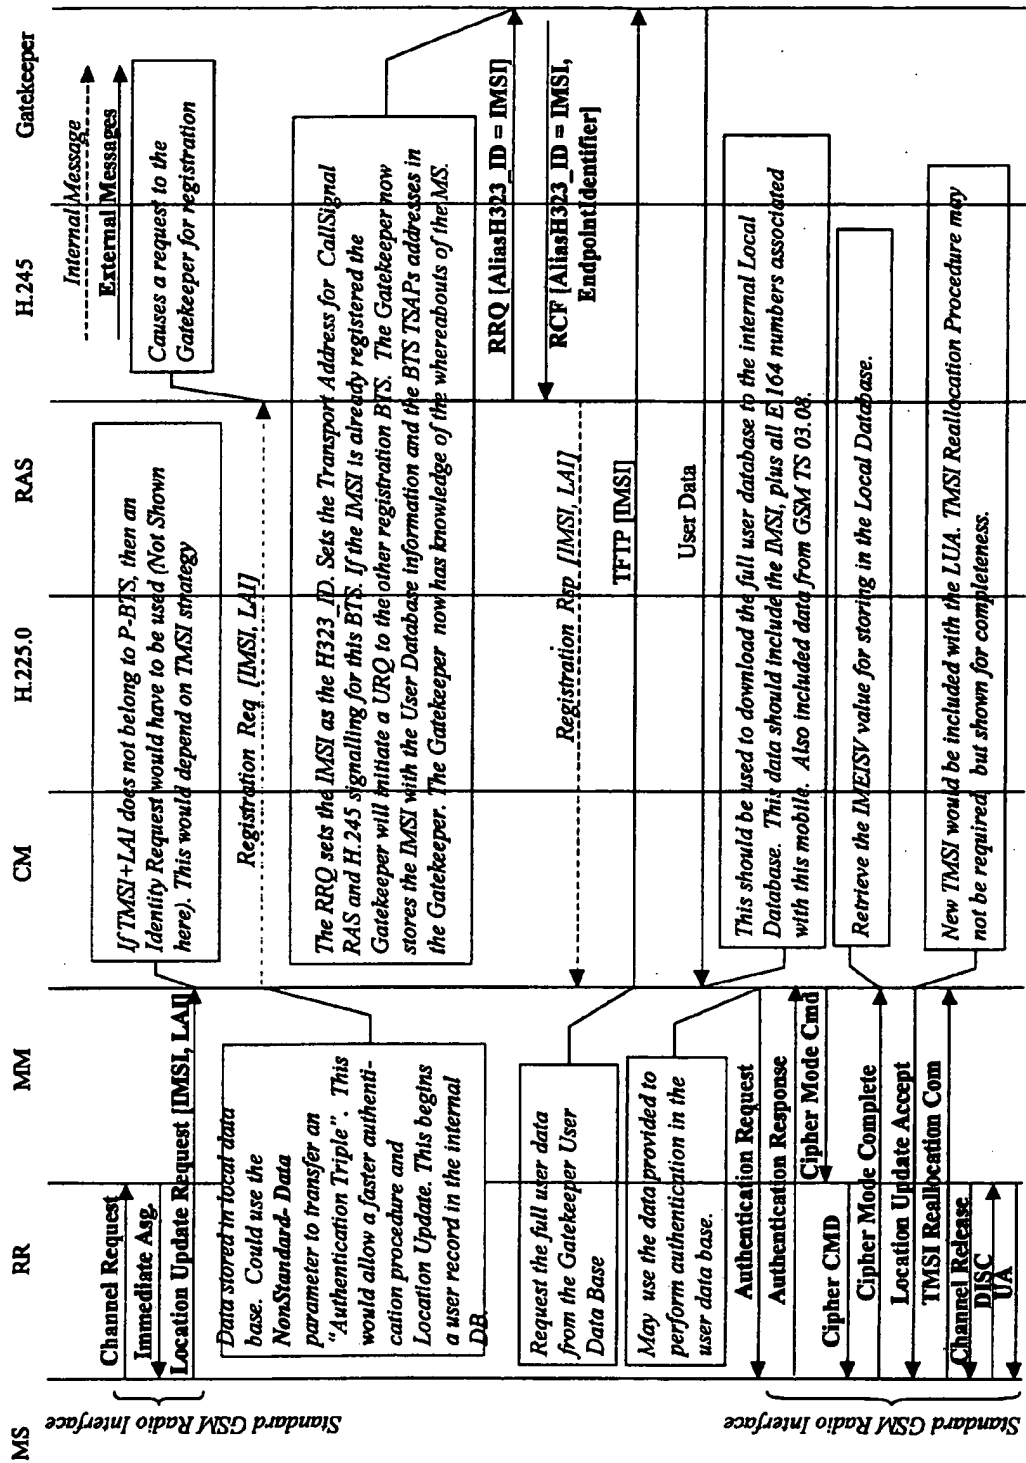 MS
RR
MM
CM
H.225.0
RAS
H.245
Gatekeeper
Internal Message
External Messages
Standard GSM Radio Interface
Channel Request
Immediate Asg.
Location Update Request [IMSI, LAI]
If TMSI+LAI does not belong to P-BTS, then an
Identity Request would have to be used (Not Shown
here). This would depend on TMSI strategy
Causes a request to the
Gatekeeper for registration
Registration Req [IMSI, LAI]
Data stored in local data
base. Could use the
NonStandard- Data
parameter to transfer an
"Authentication Triple". This
would allow a faster authenti-
cation procedure and
Location Update. This begins
a user record in the internal
DB.
The RRQ sets the IMSI as the H323_ID. Sets the Transport Address for CallSignal
RAS and H.245 signalling for this BTS. If the IMSI is already registered the
Gatekeeper will initiate a URQ to the other registration BTS. The Gatekeeper now
stores the IMSI with the User Database information and the BTS TSAPs addresses in
the Gatekeeper. The Gatekeeper now has knowledge of the whereabouts of the MS.
RRQ [AliasH323_ID = IMSI]
RCF [AliasH323_ID = IMSI,
EndpointIdentifier]
Registration Rsp [IMSI, LAI]
Request the full user data
from the Gatekeeper User
Data Base
TFTP [IMSI]
User Data
May use the data provided to
perform authentication in the
user data base.
This should be used to download the full user database to the internal Local
Database. This data should include the IMSI, plus all E 164 numbers associated
with this mobile. Also included data from GSM TS 03.08.
Standard GSM Radio Interface
Authentication Request
Authentication Response
Cipher Mode Cmd
Cipher CMD
Cipher Mode Complete
Retrieve the IMEISV value for storing in the Local Database.
Location Update Accept
TMSI Reallocation Com
New TMSI would be included with the LUA. TMSI Reallocation Procedure may
not be required, but shown for completeness.
Channel Release
DISC
UA